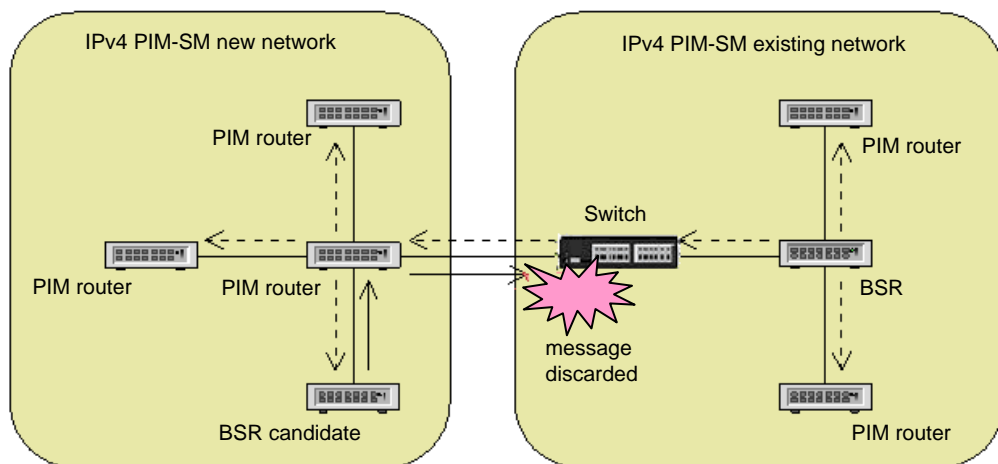 IPv4 PIM-SM new network
PIM router
PIM router
PIM router
BSR candidate
IPv4 PIM-SM existing network
PIM router
Switch
BSR
message
discarded
PIM router